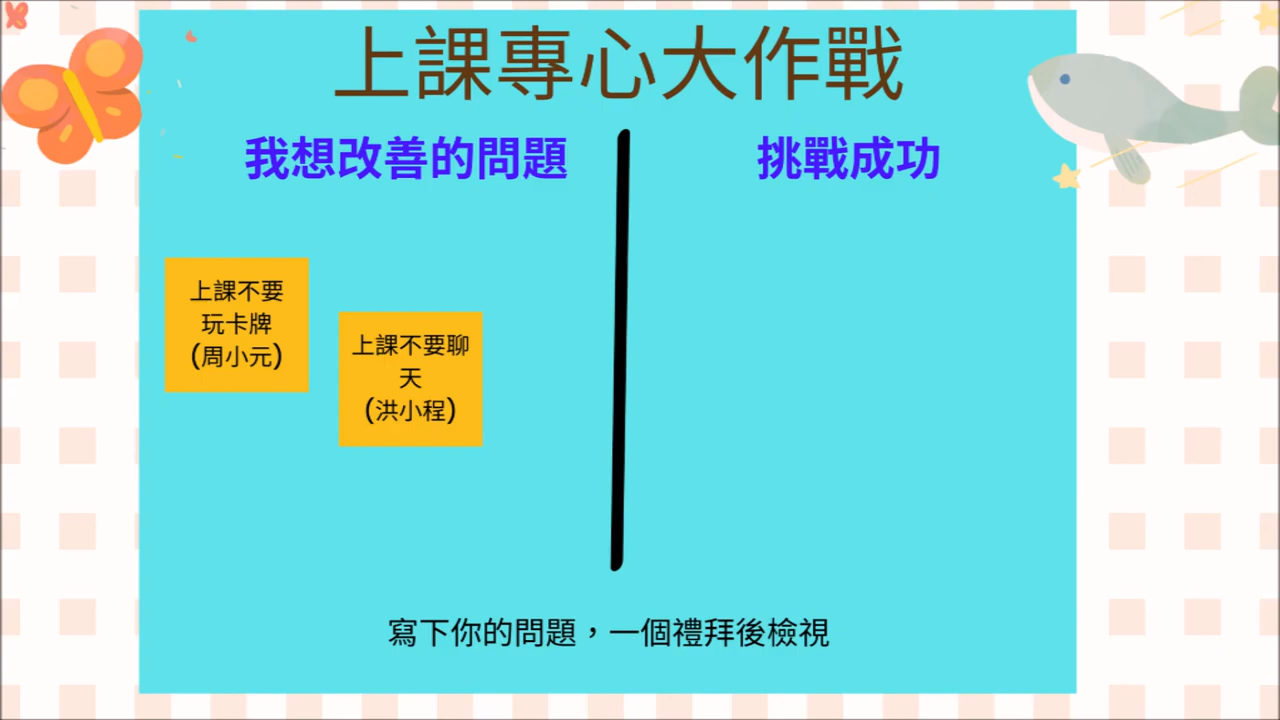 上課專心大作戰
我想改善的問題
挑戰成功
上課不要
玩卡牌
(周小元)
上課不要聊
天
(洪小程)
寫下你的問題，一個禮拜後檢視